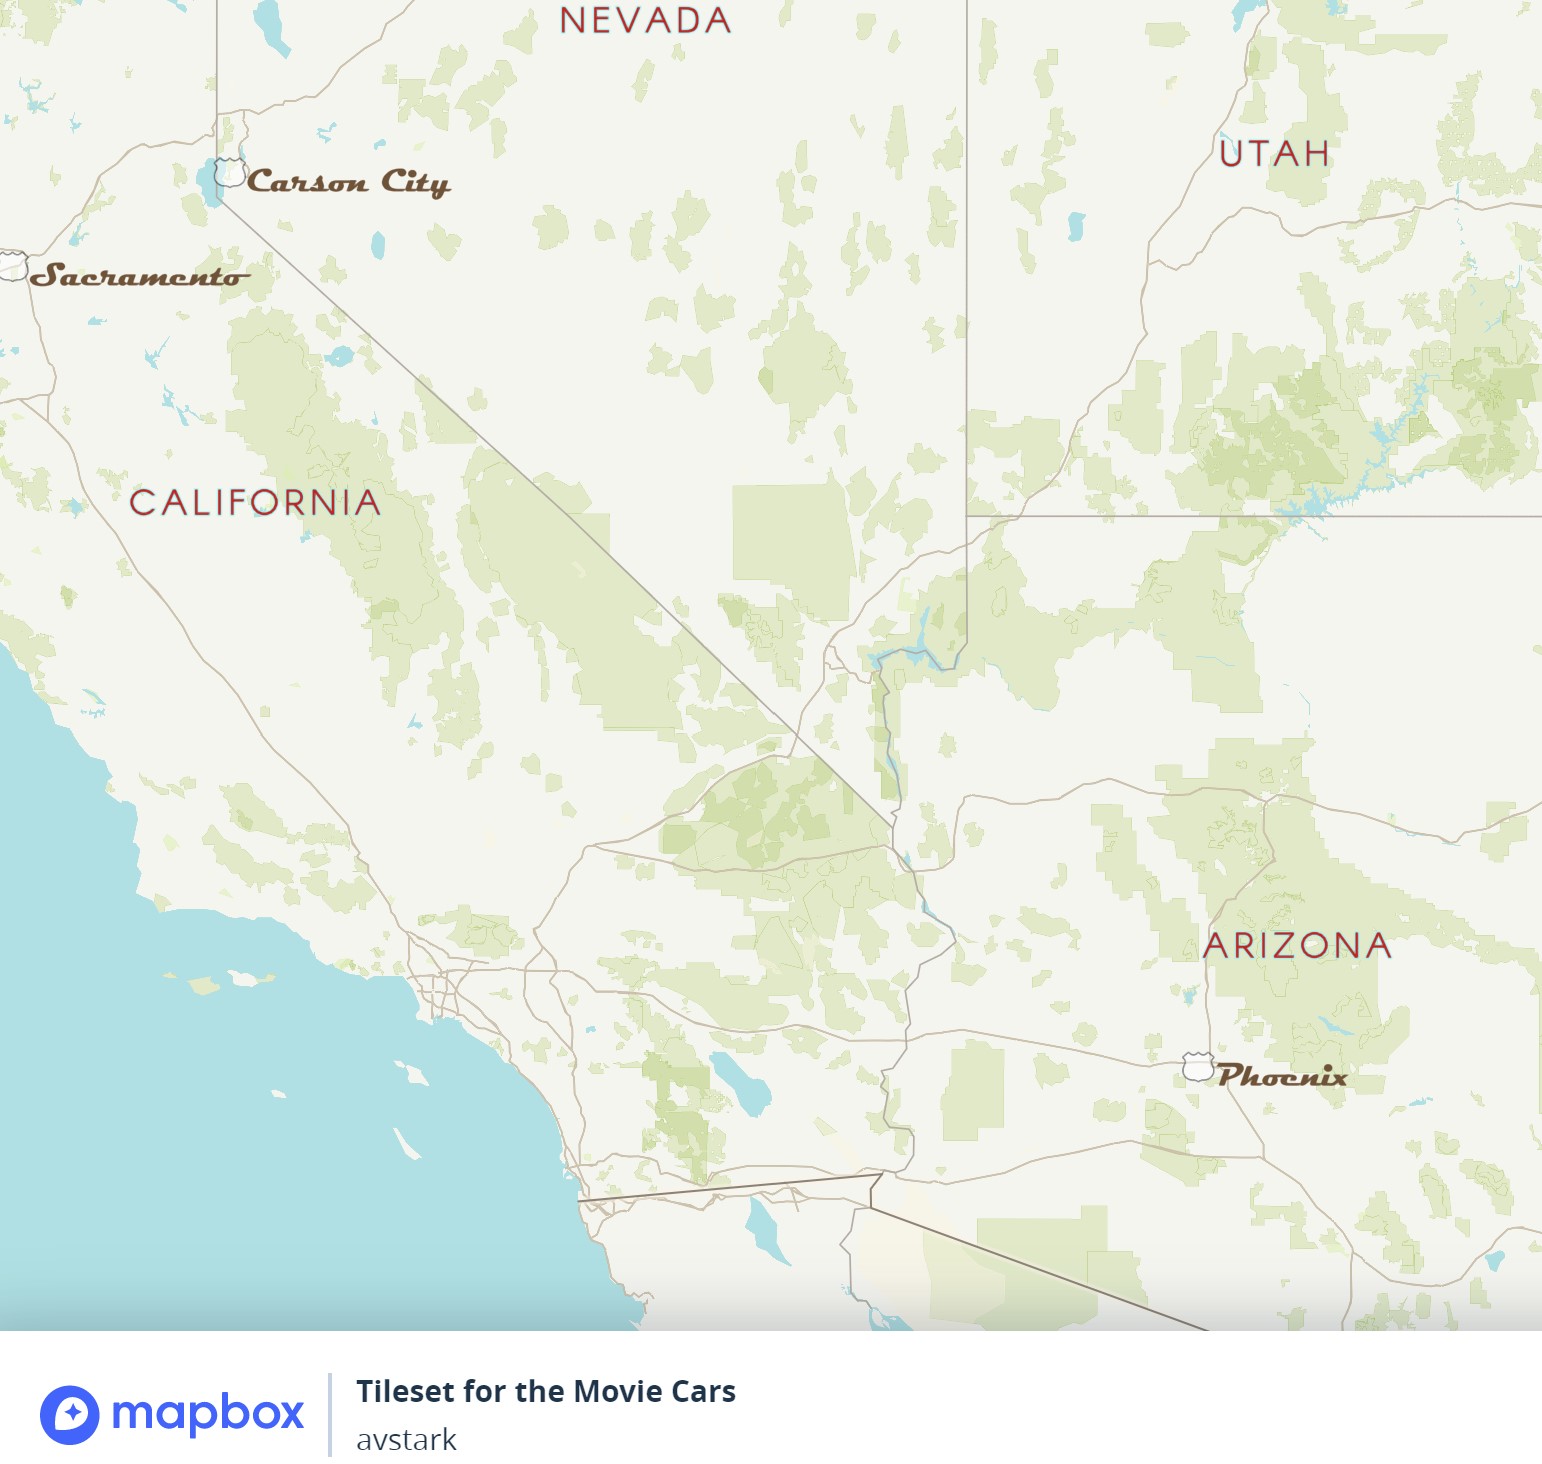 NEVADA
UTAH
Carson City
Sacramento
CALIFORNIA
ARIZONA
Phoenix
mapbox
Tileset for the Movie Cars
avstark